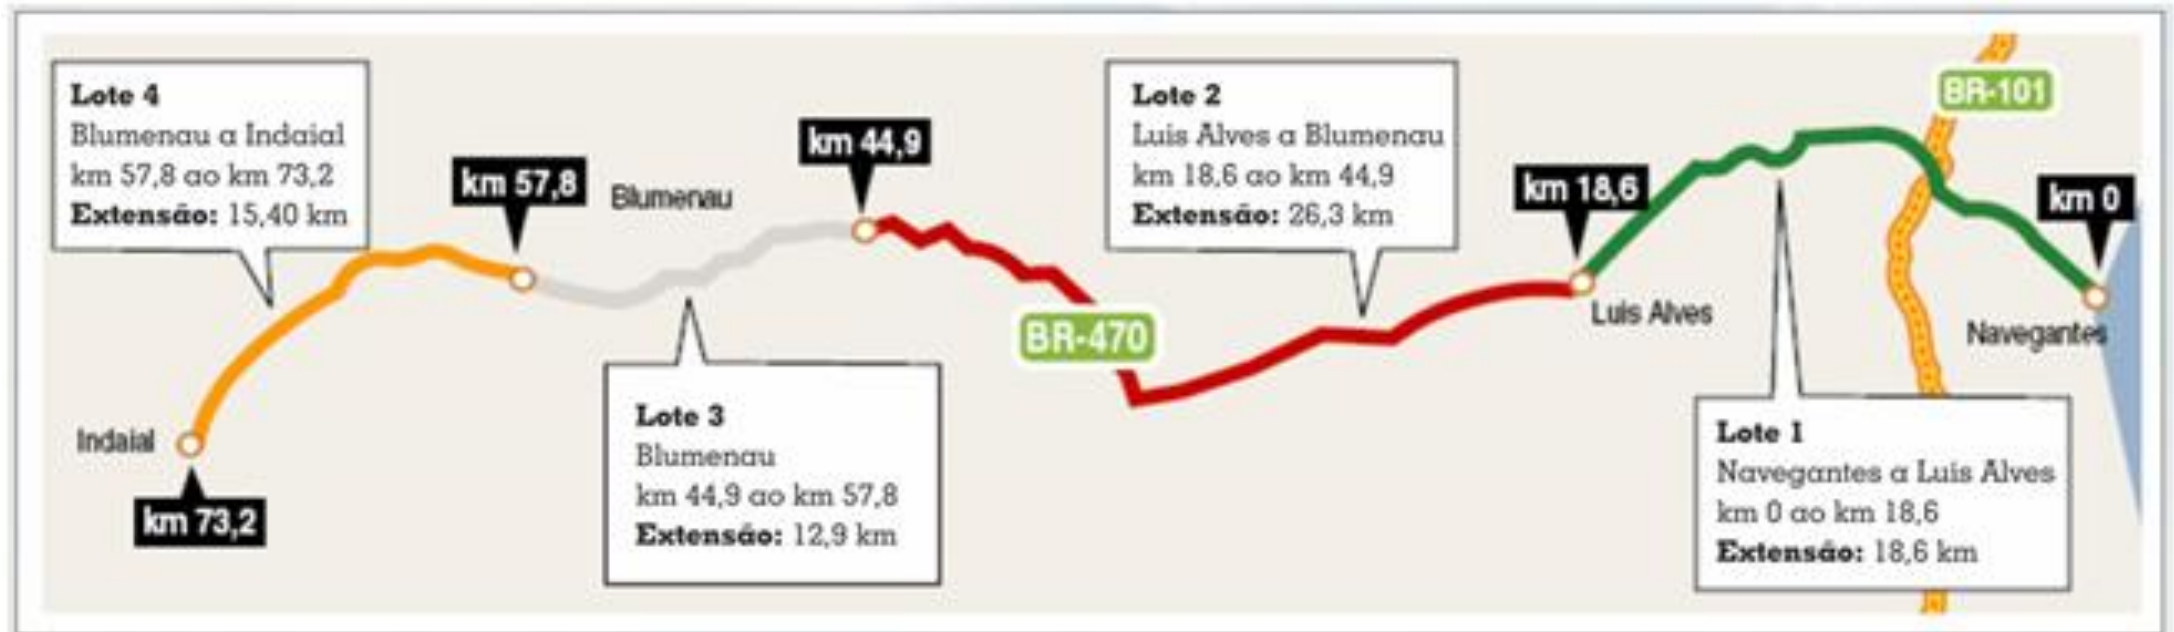 Lote 4
Blumenau a Indaial
km 57,8 ao km 73,2
Extensão: 15,40 km
km 57,8
Blumenau
km 44,9
Lote 2
Luis Alves a Blumenau
km 18,6 ao km 44,9
Extensão: 26,3 km
BR-101
km 18,6
km 0
Luis Alves
Navegantes
BR-470
Indaial
km 73,2
Lote 3
Blumenau
km 44,9 ao km 57,8
Extensão: 12,9 km
Lote 1
Navegantes a Luis Alves
km 0 ao km 18,6
Extensão: 18,6 km